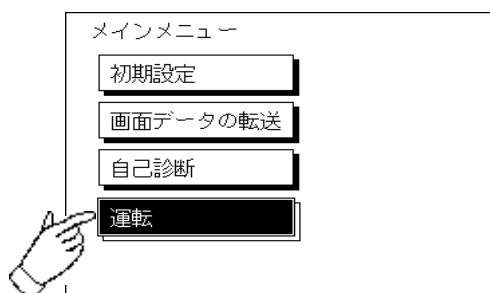 メインメニュー
初期設定
画面データの転送
自己診断
運転